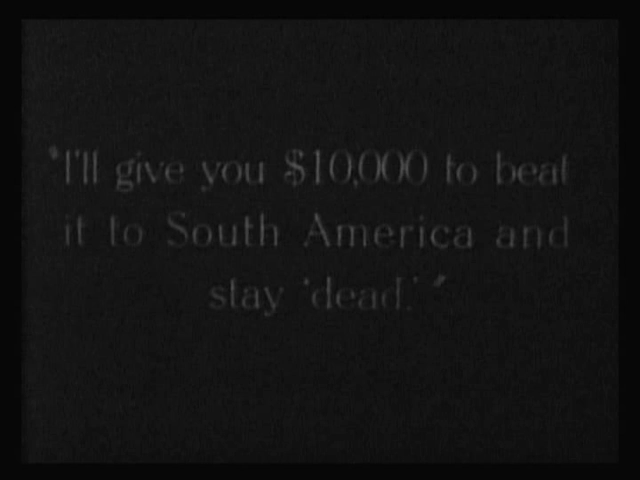 "I'll give you $10,000 to beat
it to South America and
stay 'dead.'"